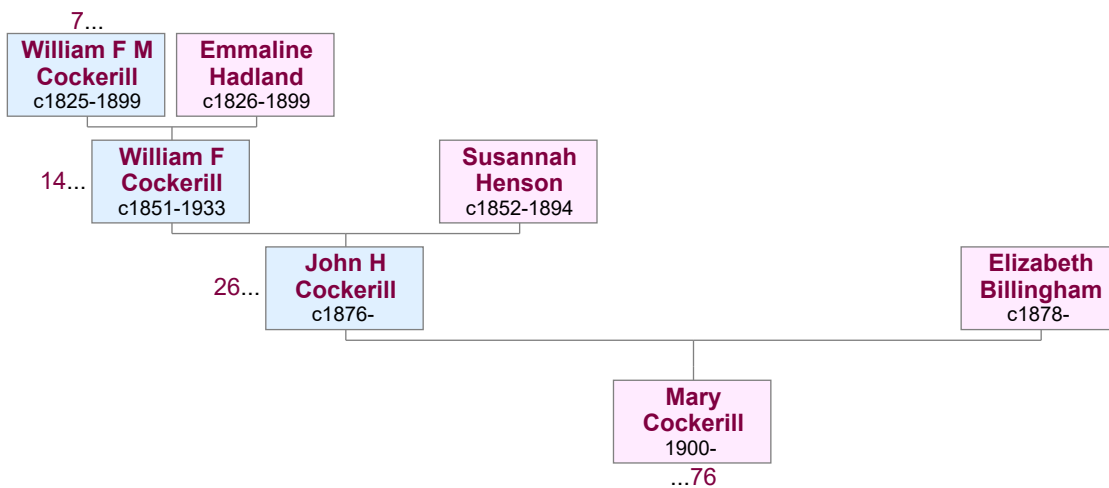 7...
William F M
Cockerill
c1825-1899
Emmaline
Hadland
c1826-1899
14...
William F
Cockerill
c1851-1933
Susannah
Henson
c1852-1894
26...
John H
Cockerill
c1876-
Elizabeth
Billingham
c1878-
Mary
Cockerill
1900-
...76